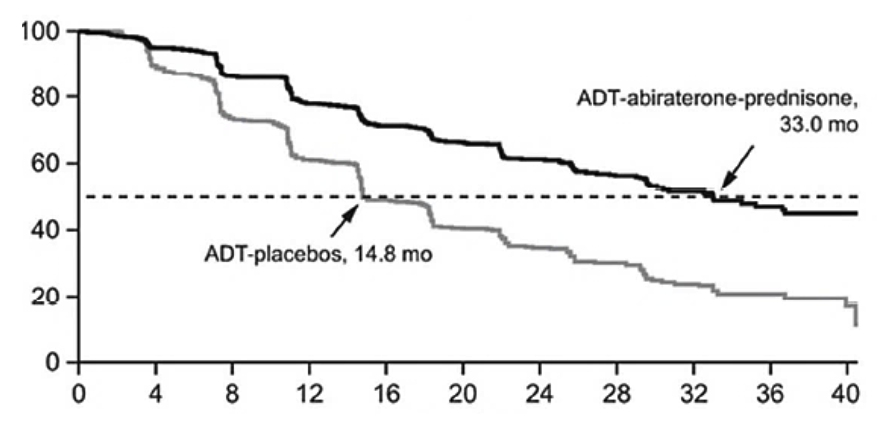 100
80
60
40
20
0
ADT-abiraterone-prednisone,
33.0 mo
ADT-placebos, 14.8 mo
0 4 8 12 16 20 24 28 32 36 40